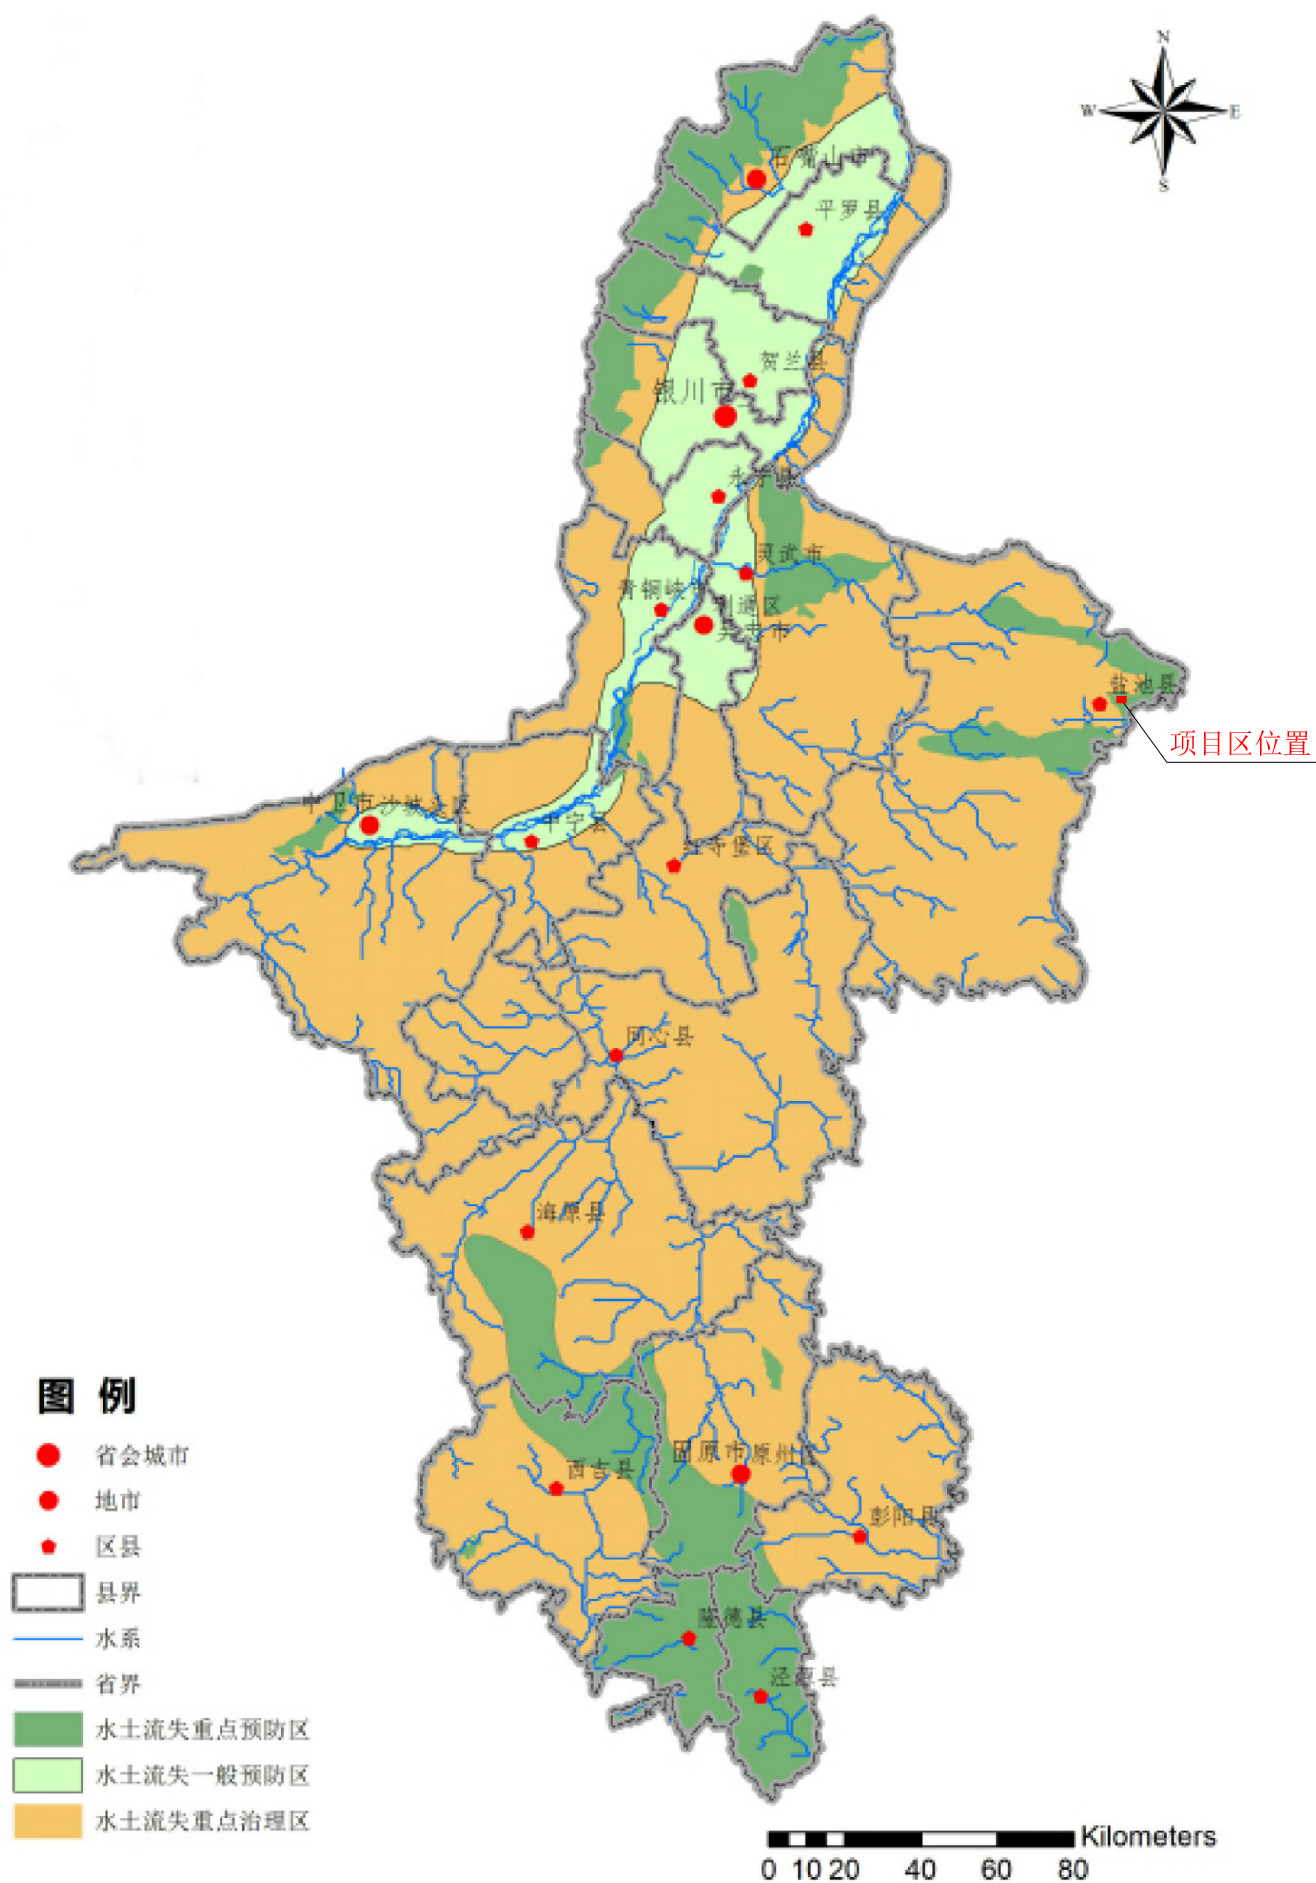 N
W
E
S
石嘴山市
平罗县
贺兰县
银川市
永宁县
灵武市
青铜峡市
利通区
吴忠市
盐池县
项目区位置
中卫市
沙坡头区
中宁县
红寺堡区
同心县
海原县
固原市
原州区
西吉县
彭阳县
隆德县
泾源县
图 例
省会城市
地市
区县
县界
水系
省界
水土流失重点预防区
水土流失一般预防区
水土流失重点治理区
Kilometers
0 10 20 40 60 80